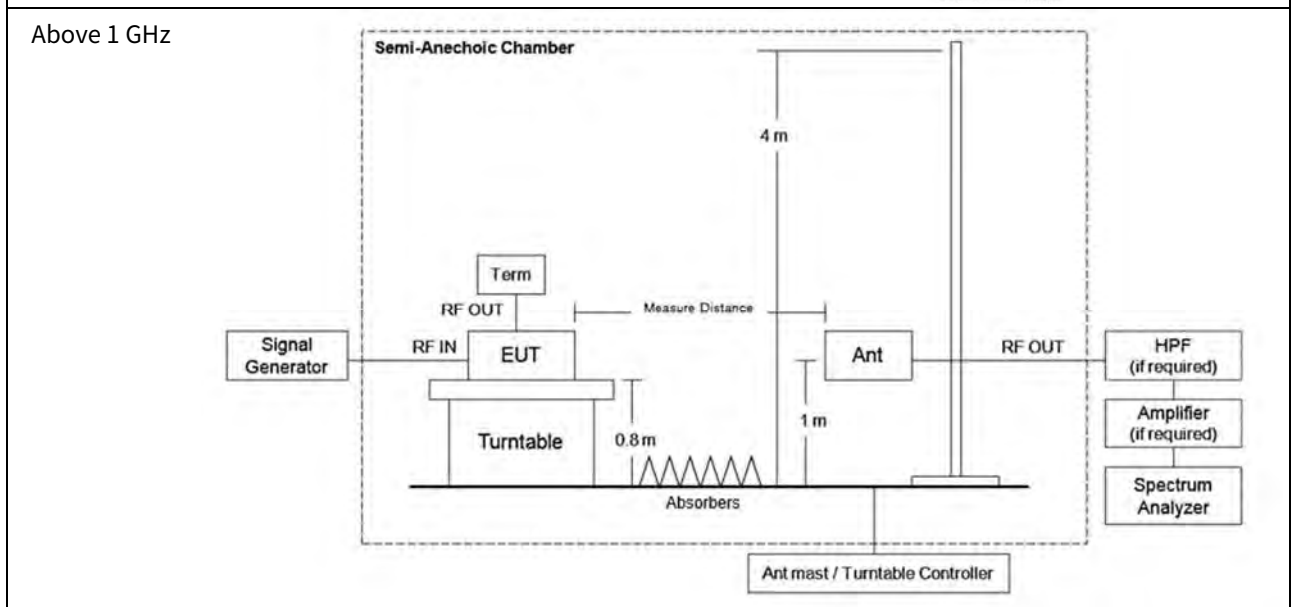 Above 1 GHz
Semi-Anechoic Chamber
4 m
Term
RF OUT
Measure Distance
Signal
Generator
RF IN
EUT
Ant
RF OUT
HPF
(if required)
Turntable
0.8 m
1 m
Amplifier
(if required)
Absorbers
Spectrum
Analyzer
Ant mast / Turntable Controller